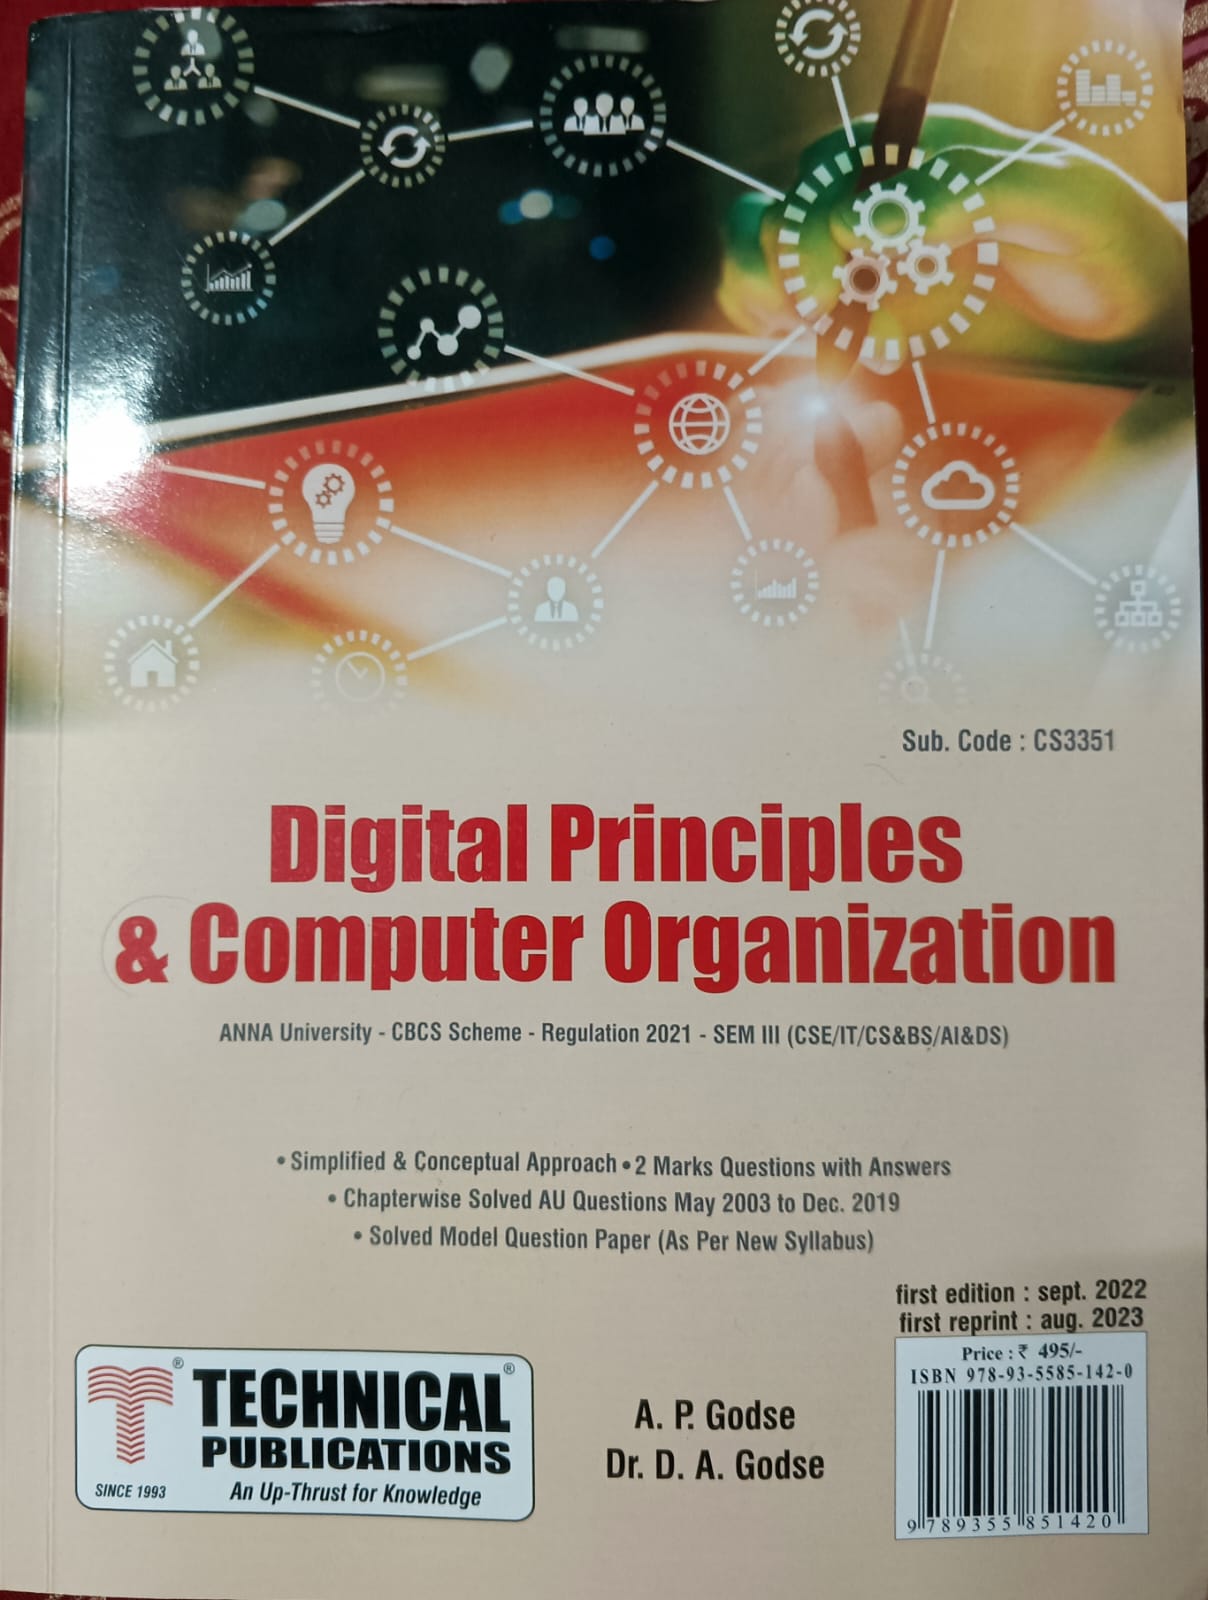 Sub. Code : CS3351
Digital Principles
& Computer Organization
ANNA University - CBCS Scheme - Regulation 2021 - SEM III (CSE/IT/CS&BS/AI&DS)
• Simplified & Conceptual Approach • 2 Marks Questions with Answers
• Chapterwise Solved AU Questions May 2003 to Dec. 2019
• Solved Model Question Paper (As Per New Syllabus)
first edition : sept. 2022
first reprint : aug. 2023
Price : ₹ 495/-
ISBN 978-93-5585-142-0
9 789355 851420
® TECHNICAL ®
PUBLICATIONS
SINCE 1993 An Up-Thrust for Knowledge
A. P. Godse
Dr. D. A. Godse